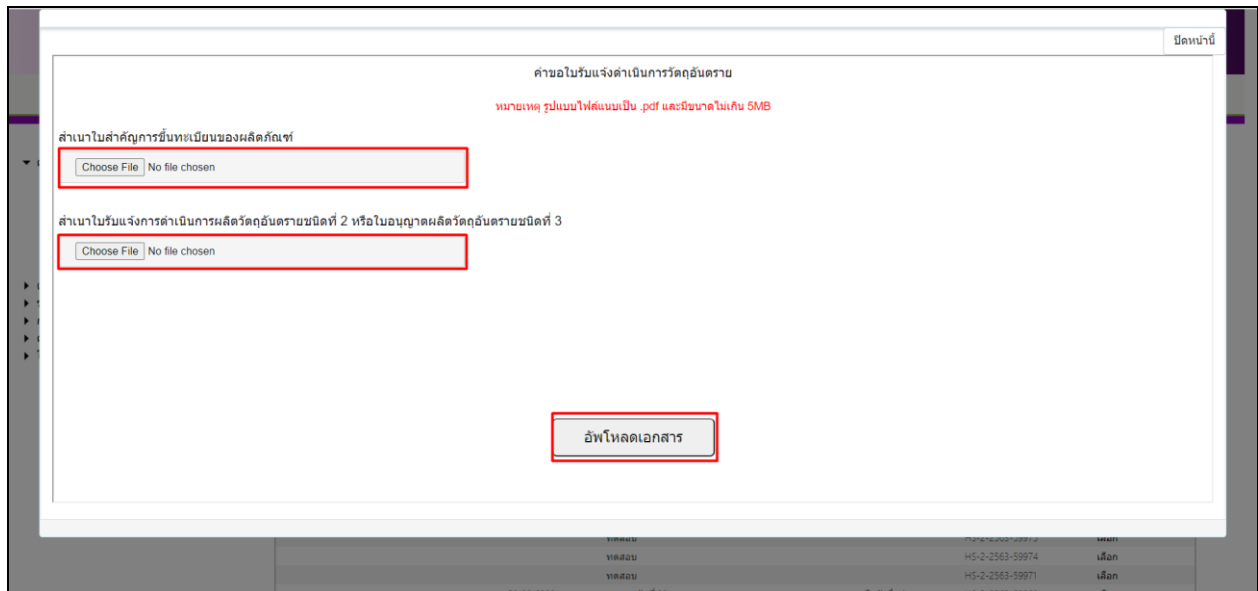 ปิดหน้านี้
คำขอใบรับแจ้งดำเนินการวัตถุอันตราย
หมายเหตุ รูปแบบไฟล์แนบเป็น .pdf และมีขนาดไม่เกิน 5MB
สำเนาใบสำคัญการขึ้นทะเบียนของผลิตภัณฑ์
Choose File No file chosen
สำเนาใบรับแจ้งการดำเนินการผลิตวัตถุอันตรายชนิดที่ 2 หรือใบอนุญาตผลิตวัตถุอันตรายชนิดที่ 3
Choose File No file chosen
อัพโหลดเอกสาร
ทดสอบ HS-2-2563-59974 เลือก
ทดสอบ HS-2-2563-59971 เลือก